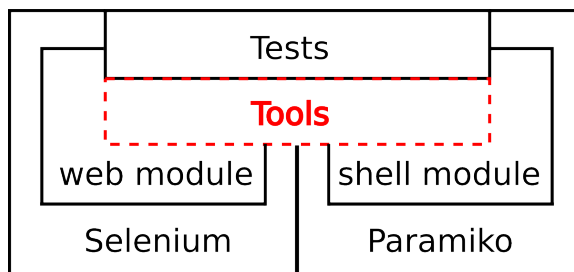 Tests
Tools
web module
shell module
Selenium
Paramiko